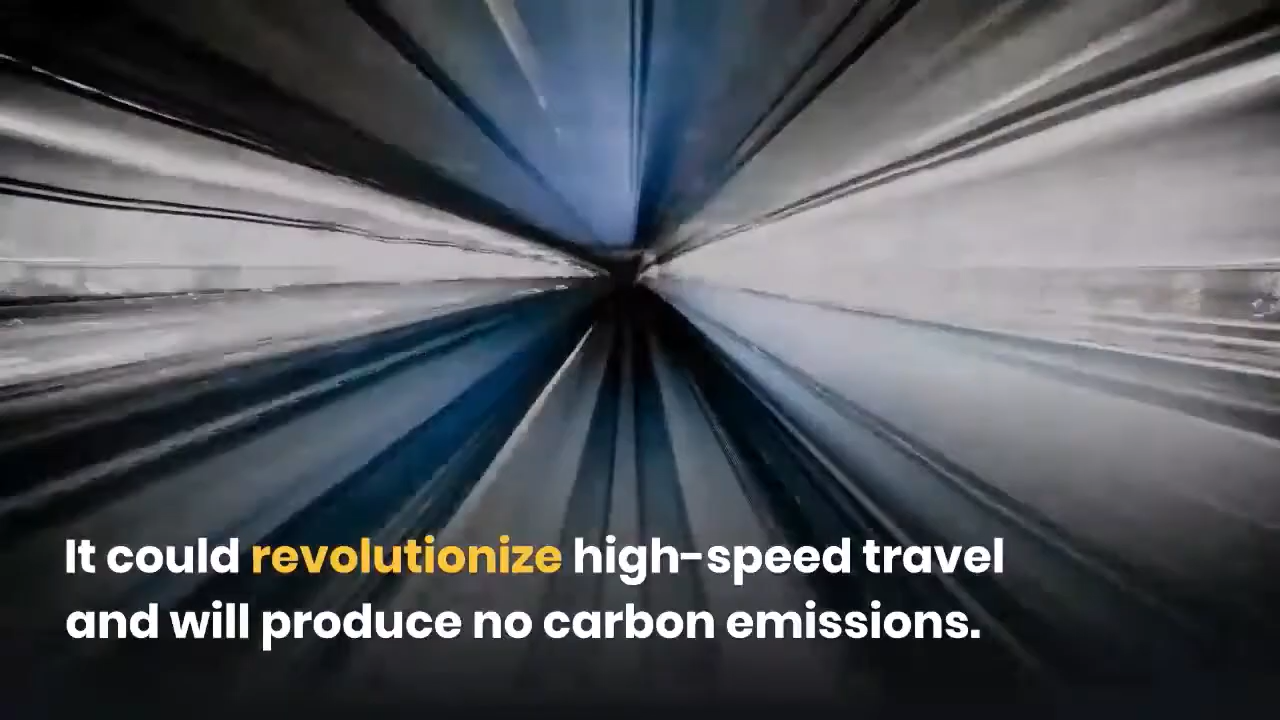 It could revolutionize high-speed travel
and will produce no carbon emissions.